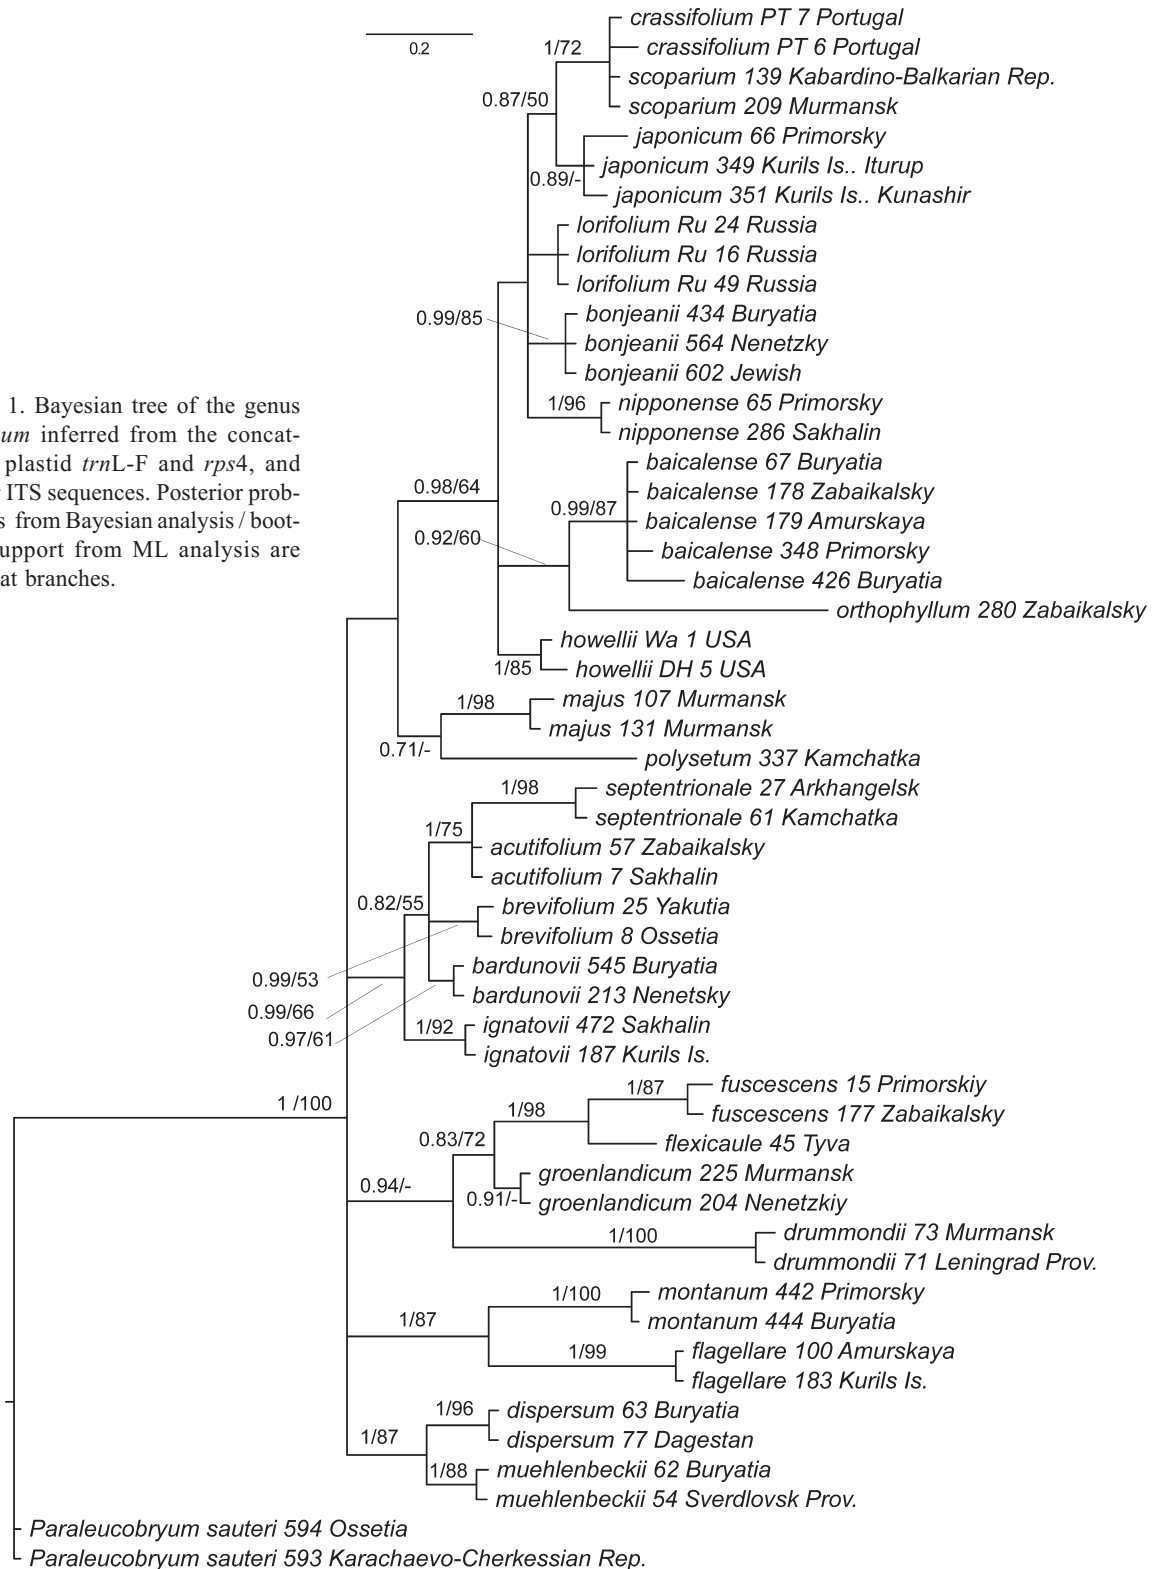 0.2
crassifolium PT 7 Portugal
1/72
crassifolium PT 6 Portugal
scoparium 139 Kabardino-Balkarian Rep.
0.87/50
scoparium 209 Murmansk
japonicum 66 Primorsky
japonicum 349 Kurils Is.. Iturup
0.89/-
japonicum 351 Kurils Is.. Kunashir
lorifolium Ru 24 Russia
lorifolium Ru 16 Russia
lorifolium Ru 49 Russia
0.99/85
bonjeanii 434 Buryatia
bonjeanii 564 Nenetzky
bonjeanii 602 Jewish
1/96
nipponense 65 Primorsky
nipponense 286 Sakhalin
1. Bayesian tree of the genus
um inferred from the concat-
plastid trnL-F and rps4, and
ITS sequences. Posterior prob-
s from Bayesian analysis / boot-
upport from ML analysis are
at branches.
0.98/64
baicalense 67 Buryatia
baicalense 178 Zabaikalsky
0.99/87
baicalense 179 Amurskaya
0.92/60
baicalense 348 Primorsky
baicalense 426 Buryatia
orthophyllum 280 Zabaikalsky
howellii Wa 1 USA
1/85
howellii DH 5 USA
1/98
majus 107 Murmansk
majus 131 Murmansk
0.71/-
polysetum 337 Kamchatka
1/98
septentrionale 27 Arkhangelsk
septentrionale 61 Kamchatka
1/75
acutifolium 57 Zabaikalsky
acutifolium 7 Sakhalin
0.82/55
brevifolium 25 Yakutia
brevifolium 8 Ossetia
0.99/53
bardunovii 545 Buryatia
bardunovii 213 Nenetsky
0.99/66
0.97/61
1/92
ignatovii 472 Sakhalin
ignatovii 187 Kurils Is.
1 /100
1/87
fuscescens 15 Primorskiy
fuscescens 177 Zabaikalsky
1/98
flexicaule 45 Tyva
0.83/72
groenlandicum 225 Murmansk
0.94/-
0.91/-
groenlandicum 204 Nenetzkiy
1/100
drummondii 73 Murmansk
drummondii 71 Leningrad Prov.
1/100
montanum 442 Primorsky
1/87
montanum 444 Buryatia
1/99
flagellare 100 Amurskaya
flagellare 183 Kurils Is.
1/96
dispersum 63 Buryatia
1/87
dispersum 77 Dagestan
1/88
muehlenbeckii 62 Buryatia
muehlenbeckii 54 Sverdlovsk Prov.
Paraleucobryum sauteri 594 Ossetia
Paraleucobryum sauteri 593 Karachaevo-Cherkessian Rep.